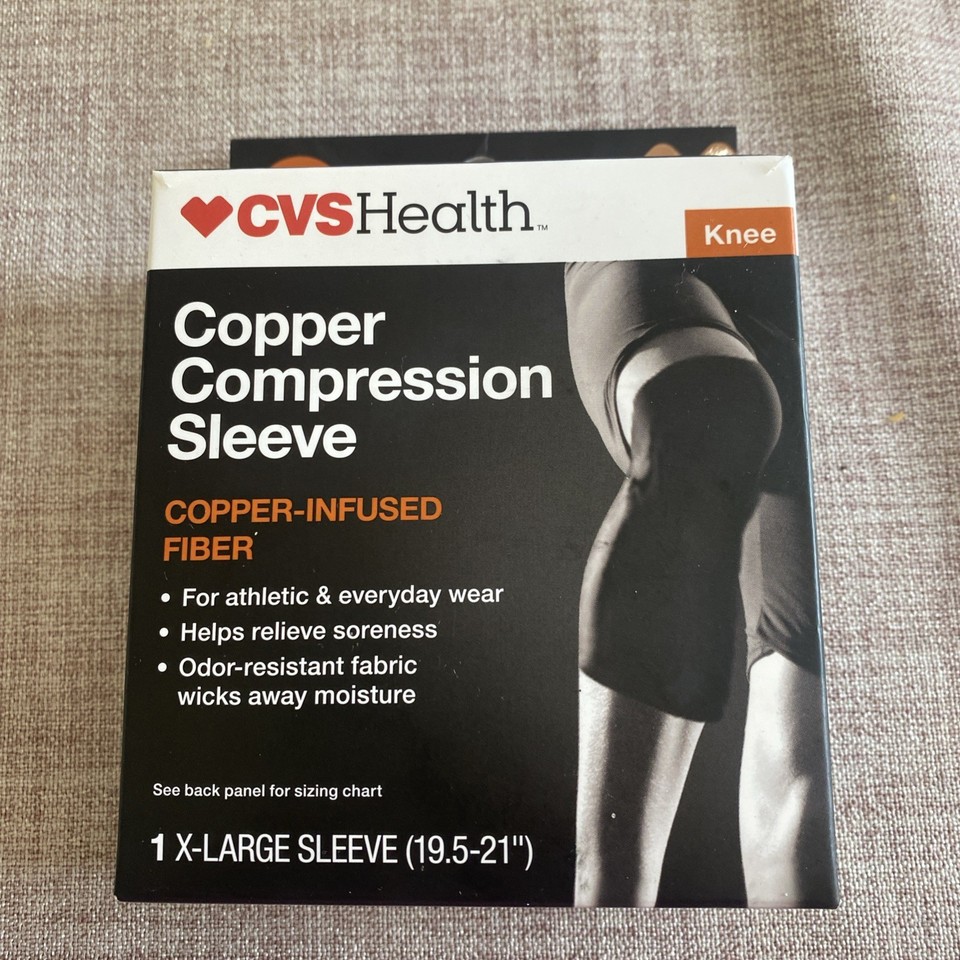 CVSHealth™
Knee
Copper
Compression
Sleeve
COPPER-INFUSED
FIBER
• For athletic & everyday wear
• Helps relieve soreness
• Odor-resistant fabric
wicks away moisture
See back panel for sizing chart
1 X-LARGE SLEEVE (19.5-21")